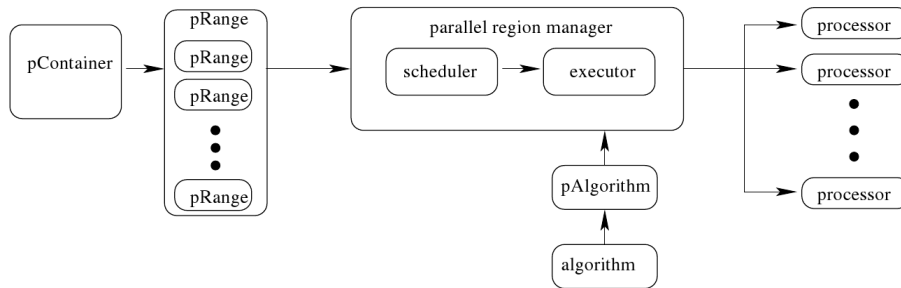 pContainer
pRange
pRange
pRange
pRange
parallel region manager
scheduler
executor
pAlgorithm
algorithm
processor
processor
processor